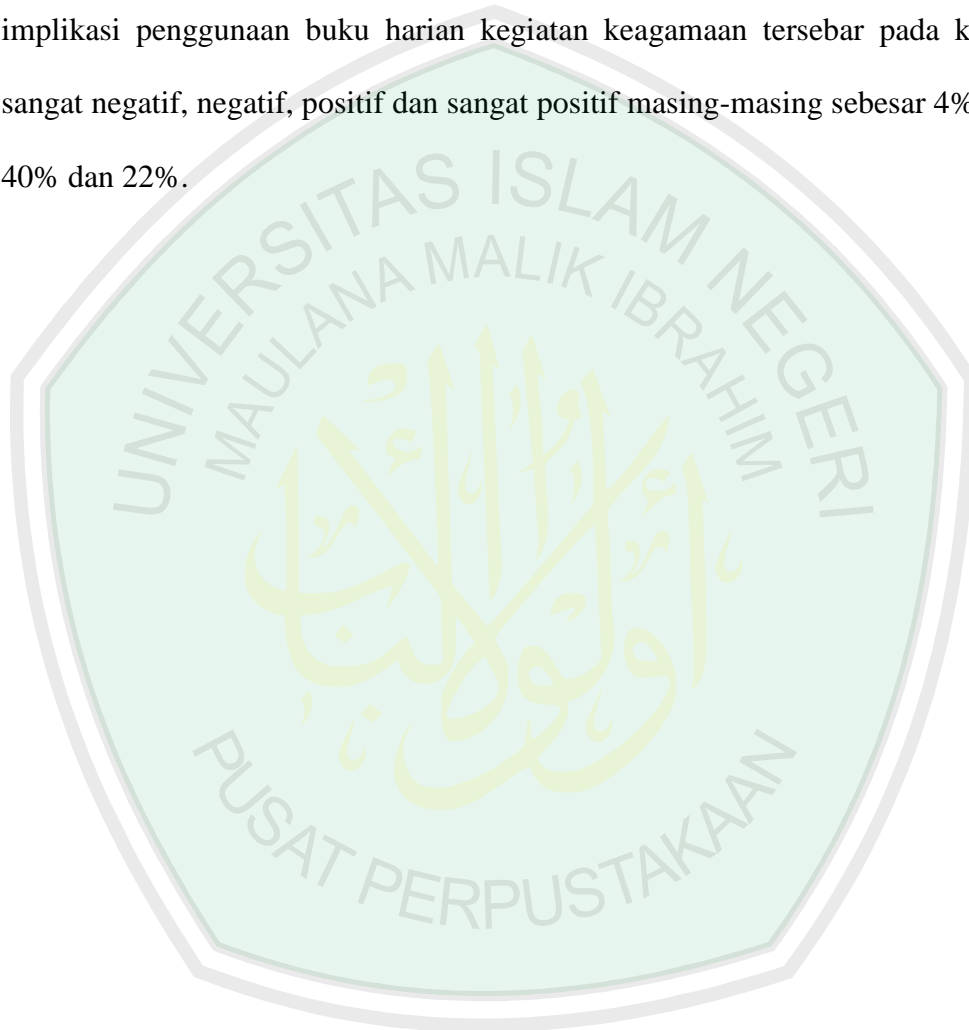 implikasi penggunaan buku harian kegiatan keagamaan tersebar pada k
sangat negatif, negatif, positif dan sangat positif masing-masing sebesar 4%
40% dan 22%.
UNIVERSITAS ISLAM NEGERI
MAULANA MALIK IBRAHIM
PUSAT PERPUSTAKAAN